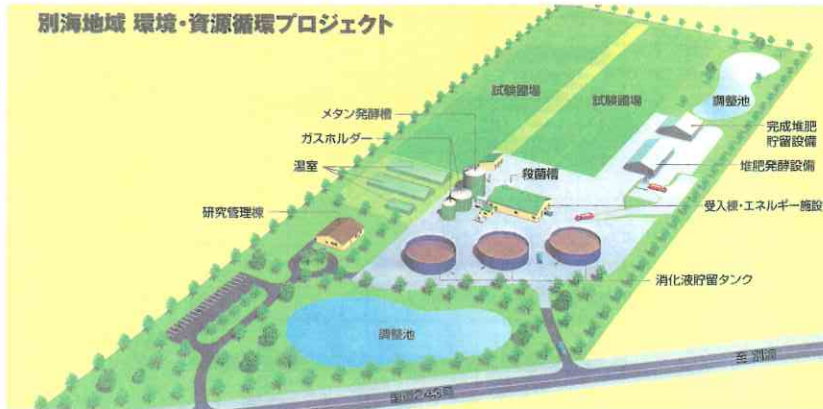 別海地域 環境・資源循環プロジェクト
試験圃場
試験圃場
調整池
メタン発酵槽
ガスホルダー
温室
殺菌槽
完成堆肥
貯留設備
堆肥発酵設備
研究管理棟
受入棟・エネルギー施設
消化液貯留タンク
調整池
至 別海